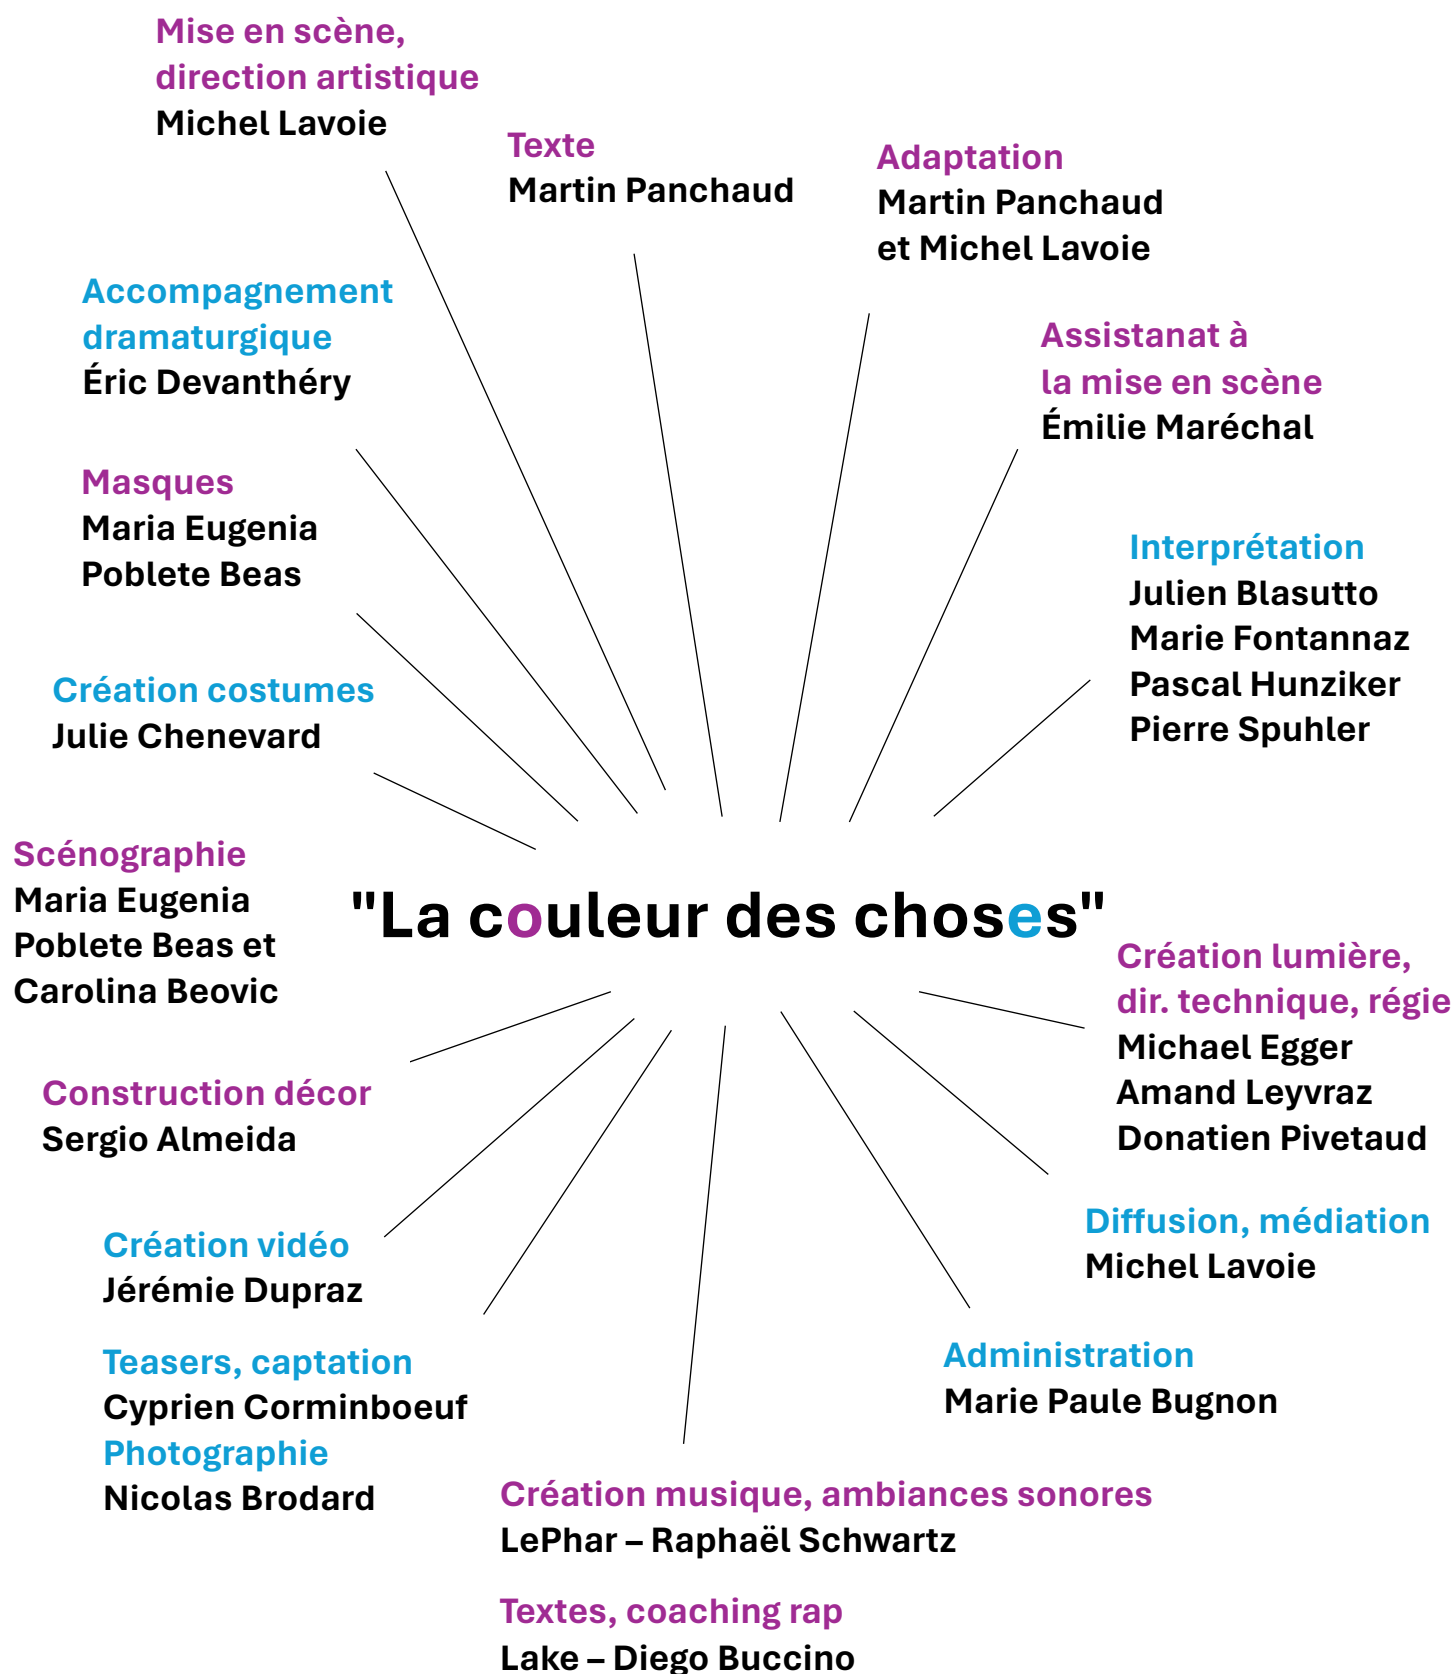 Mise en scène,
direction artistique
Michel Lavoie
Texte
Martin Panchaud
Adaptation
Martin Panchaud
et Michel Lavoie
Accompagnement
dramaturgique
Éric Devanthéry
Assistanat à
la mise en scène
Émilie Maréchal
Masques
Maria Eugenia
Poblete Beas
Interprétation
Julien Blasutto
Marie Fontannaz
Pascal Hunziker
Pierre Spuhler
Création costumes
Julie Chenevard
Scénographie
Maria Eugenia
Poblete Beas et
Carolina Beovic
"La couleur des choses"
Création lumière,
dir. technique, régie
Michael Egger
Amand Leyvraz
Donatien Pivetaud
Construction décor
Sergio Almeida
Diffusion, médiation
Michel Lavoie
Création vidéo
Jérémie Dupraz
Administration
Marie Paule Bugnon
Teasers, captation
Cyprien Corminboeuf
Photographie
Nicolas Brodard
Création musique, ambiances sonores
LePhar – Raphaël Schwartz
Textes, coaching rap
Lake – Diego Buccino